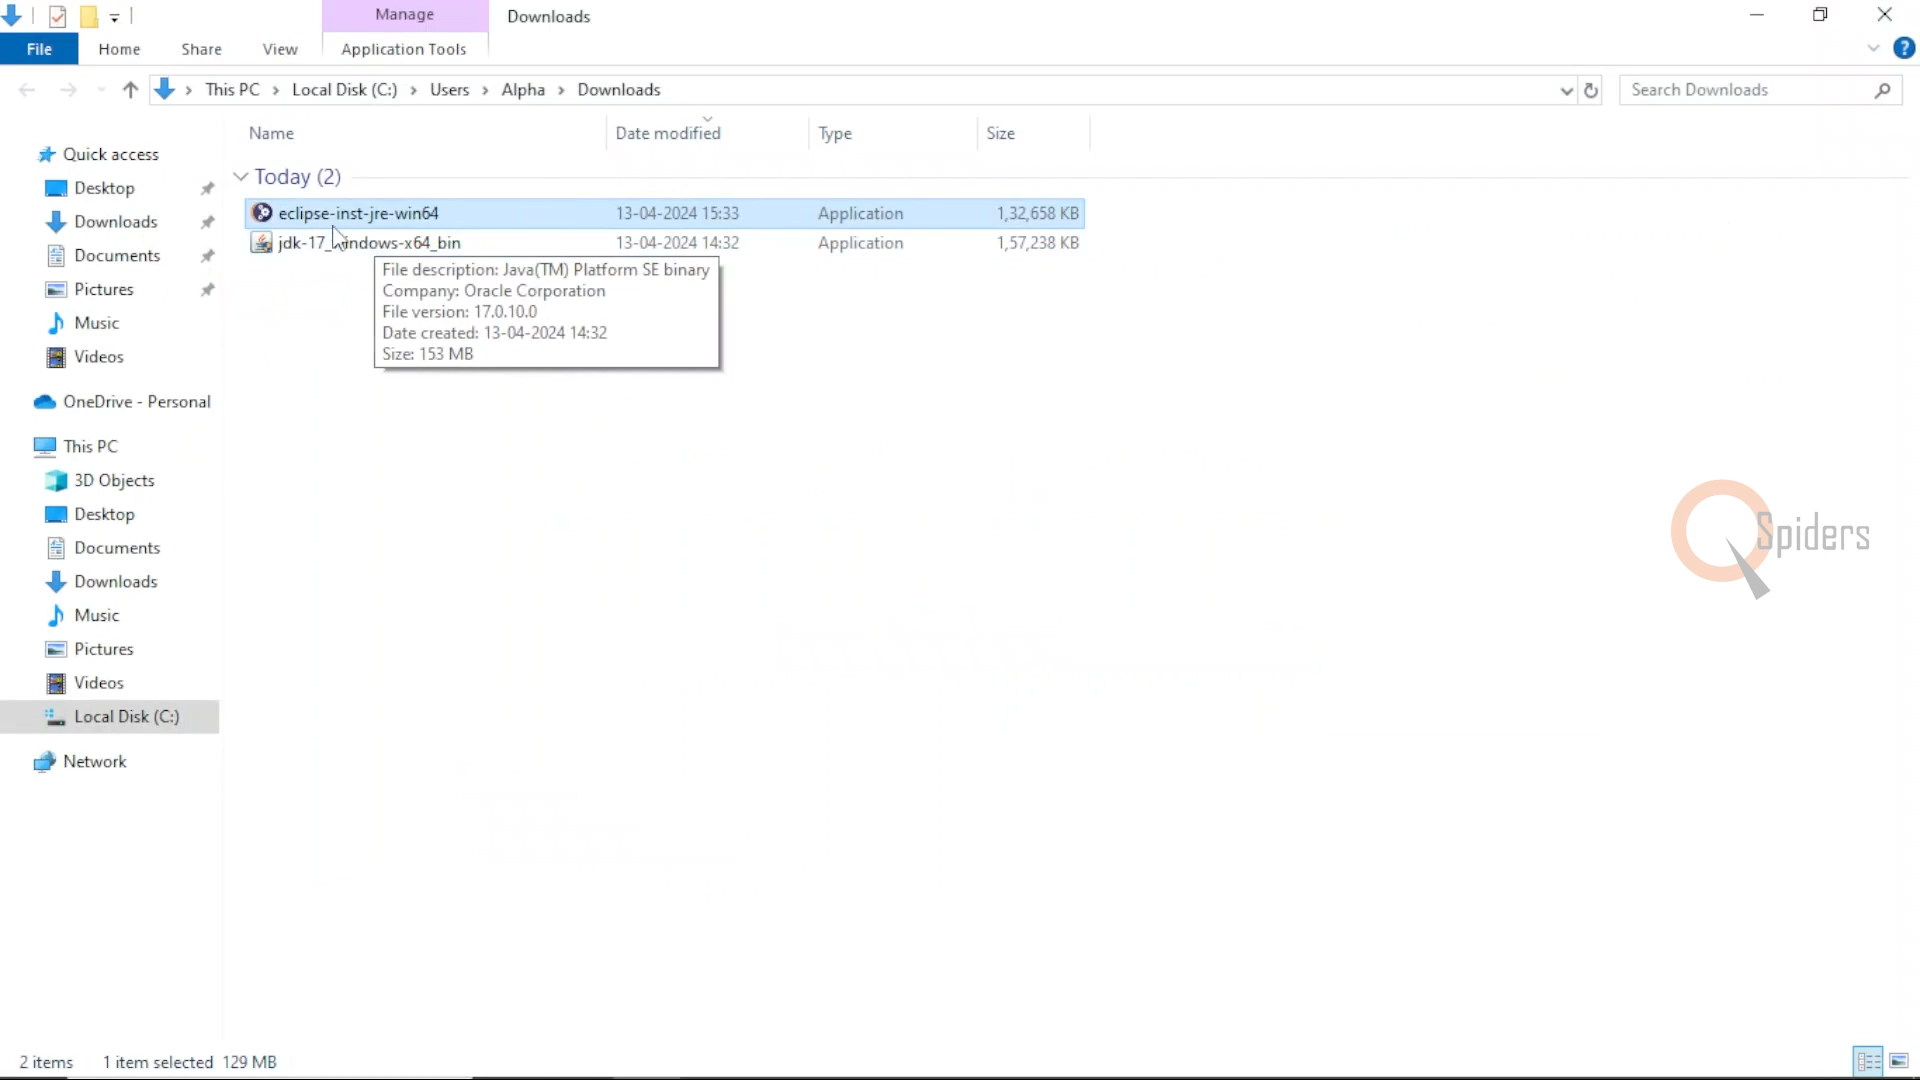 Manage
Downloads
File
Home
Share
View
Application Tools
This PC
Local Disk (C:)
Users
Alpha
Downloads
Search Downloads
Name
Date modified
Type
Size
Quick access
Desktop
Downloads
Documents
Pictures
Music
Videos
OneDrive - Personal
This PC
3D Objects
Desktop
Documents
Downloads
Music
Pictures
Videos
Local Disk (C:)
Network
Today (2)
eclipse-inst-jre-win64
13-04-2024 15:33
Application
1,32,658 KB
jdk-17_windows-x64_bin
13-04-2024 14:32
Application
1,57,238 KB
File description: Java(TM) Platform SE binary
Company: Oracle Corporation
File version: 17.0.10.0
Date created: 13-04-2024 14:32
Size: 153 MB
QSpiders
2 items
1 item selected 129 MB